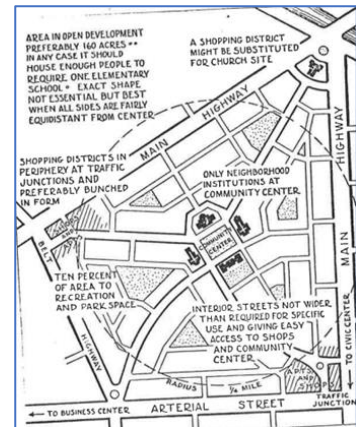 AREA IN OPEN DEVELOPMENT
PREFERABLY 160 ACRES **
IN ANY CASE IT SHOULD
HOUSE ENOUGH PEOPLE TO
REQUIRE ONE ELEMENTARY
SCHOOL • EXACT SHAPE
NOT ESSENTIAL BUT BEST
WHEN ALL SIDES ARE FAIRLY
EQUIDISTANT FROM CENTER
A SHOPPING DISTRICT
MIGHT BE SUBSTITUTED
FOR CHURCH SITE
MAIN HIGHWAY
SHOPPING DISTRICTS IN
PERIPHERY AT TRAFFIC
JUNCTIONS AND
PREFERABLY BUNCHED
IN FORM
ONLY NEIGHBORHOOD
INSTITUTIONS AT
COMMUNITY CENTER
MAIN HIGHWAY
SHOPS
APTS
BELT HIGHWAY
COMMUNITY
CENTER
TEN PERCENT
OF AREA TO
RECREATION
AND PARK SPACE
INTERIOR STREETS NOT WIDER
THAN REQUIRED FOR SPECIFIC
USE AND GIVING EASY
ACCESS TO SHOPS
AND COMMUNITY
CENTER
TO CIVIC CENTER
APTS
AND
SHOPS
RADIUS 1/4 MILE
TRAFFIC
JUNCTION
TO BUSINESS CENTER
ARTERIAL STREET